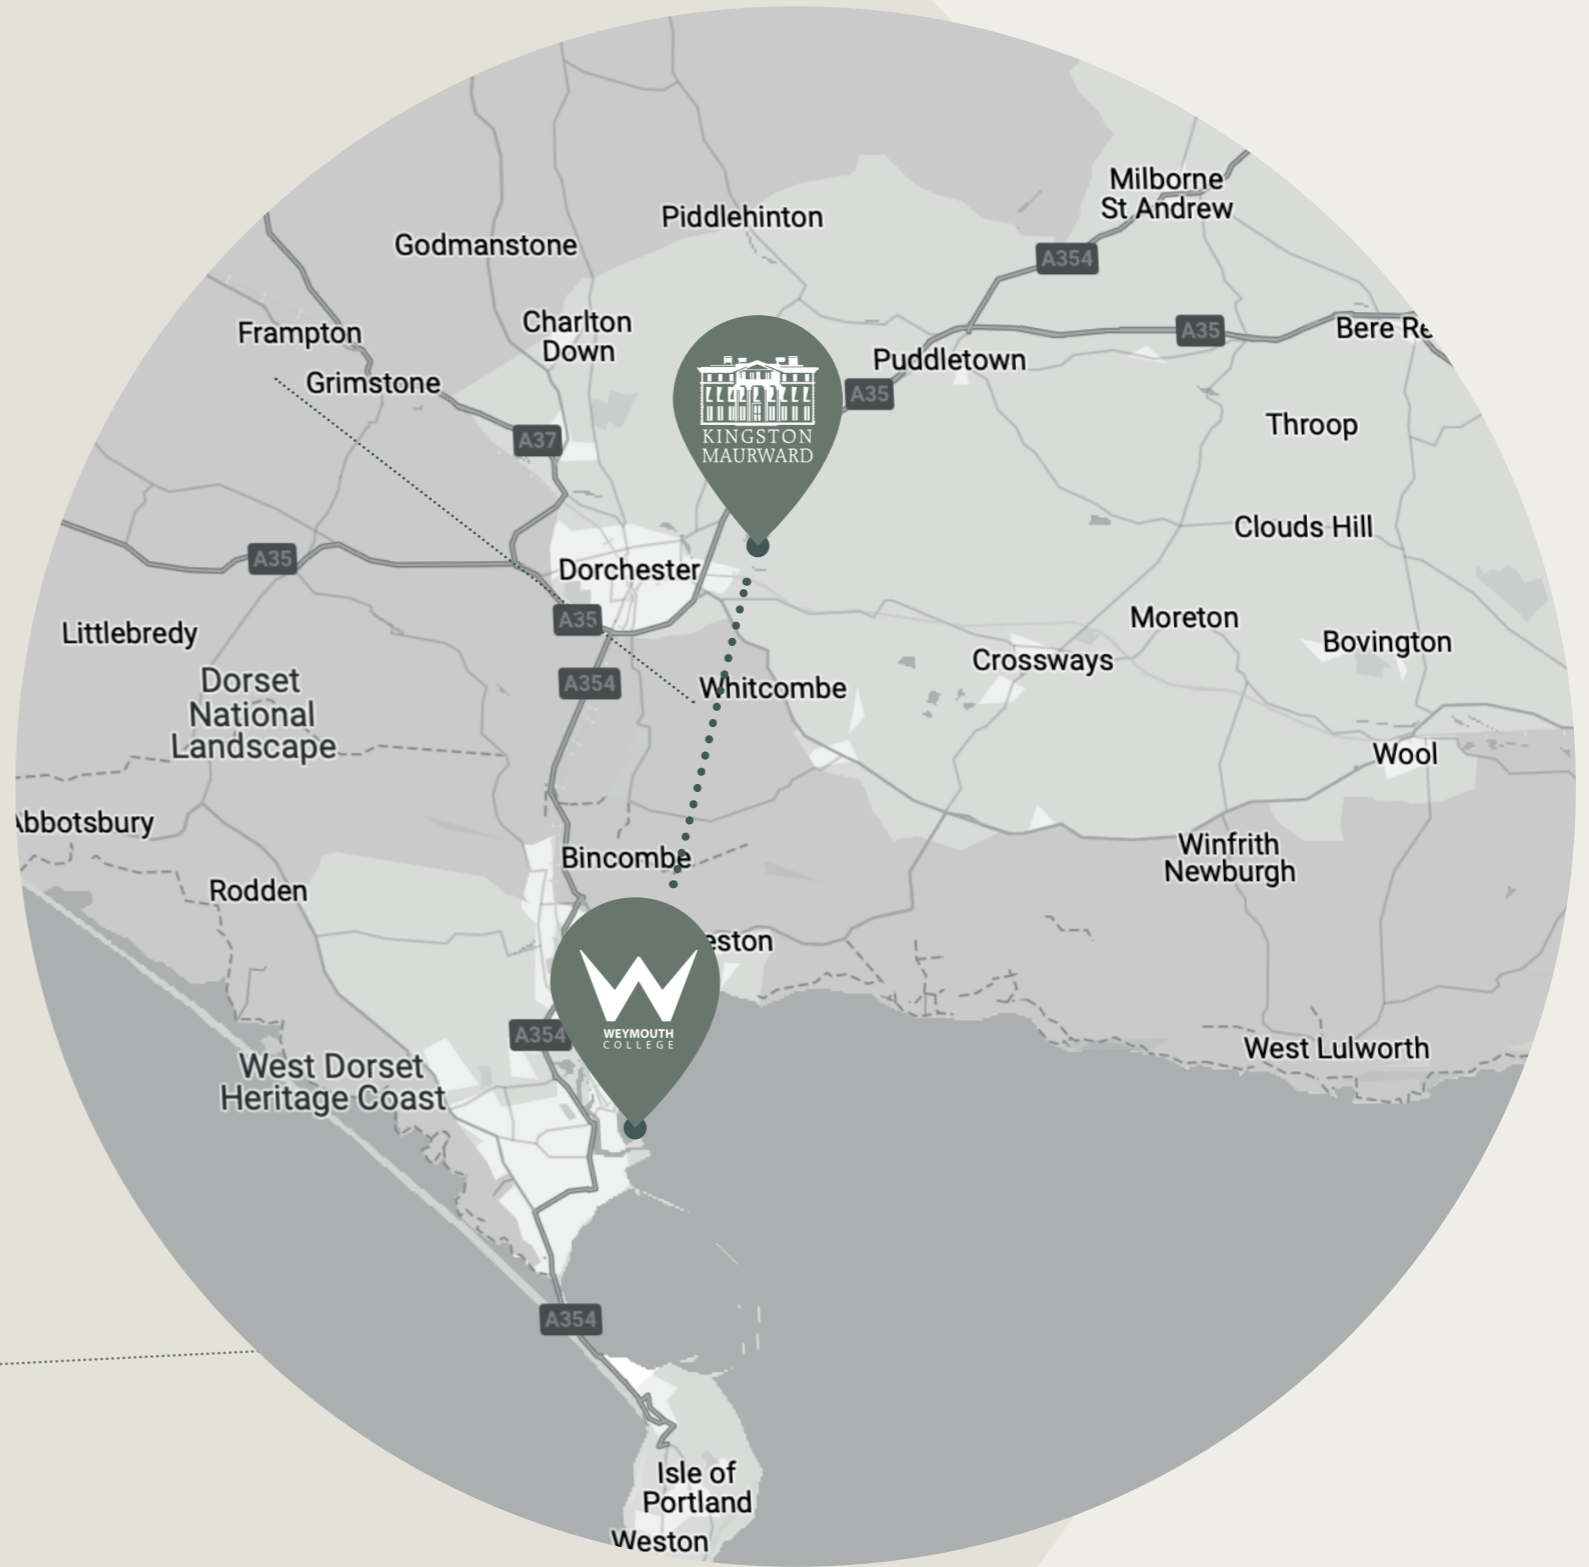 Milborne
St Andrew
Piddlehinton
Godmanstone
A354
Charlton
Down
Frampton
A35
Bere Re
Puddletown
Grimstone
A35
Throop
A37
KINGSTON
MAURWARD
Clouds Hill
A35
Dorchester
A35
Moreton
Littlebredy
Bovington
Crossways
Dorset
National
Landscape
A354
Whitcombe
Wool
Abbotsbury
Bincombe
Winfrith
Newburgh
Rodden
eston
WEYMOUTH
COLLEGE
A354
West Lulworth
West Dorset
Heritage Coast
A354
Isle of
Portland
Weston